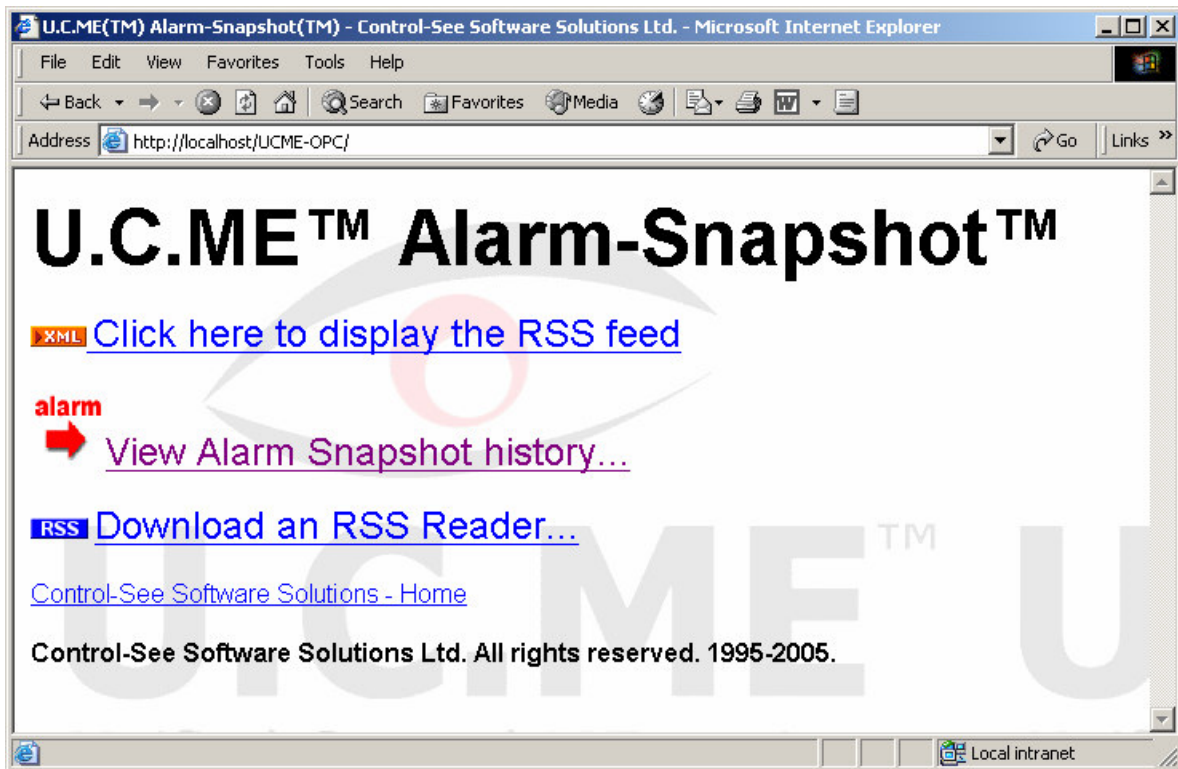 U.C.ME(TM) Alarm-Snapshot(TM) - Control-See Software Solutions Ltd. - Microsoft Internet Explorer
File Edit View Favorites Tools Help
Back Search Favorites Media
Address http://localhost/UCME-OPC/ Go Links »
U.C.ME™ Alarm-Snapshot™
XML Click here to display the RSS feed
alarm
View Alarm Snapshot history...
RSS Download an RSS Reader...
Control-See Software Solutions - Home
Control-See Software Solutions Ltd. All rights reserved. 1995-2005.
U.C.ME™ U
Local intranet